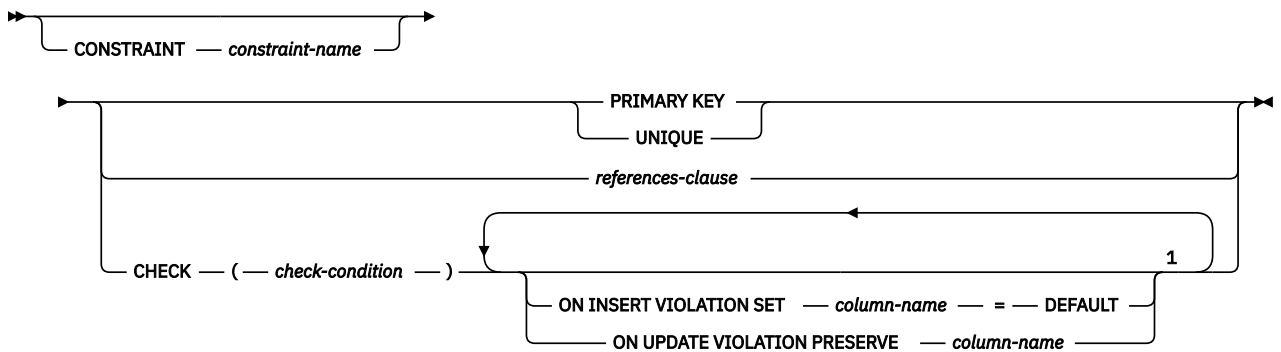 CONSTRAINT constraint-name
PRIMARY KEY
UNIQUE
references-clause
1
CHECK ( check-condition )
ON INSERT VIOLATION SET column-name = DEFAULT
ON UPDATE VIOLATION PRESERVE column-name